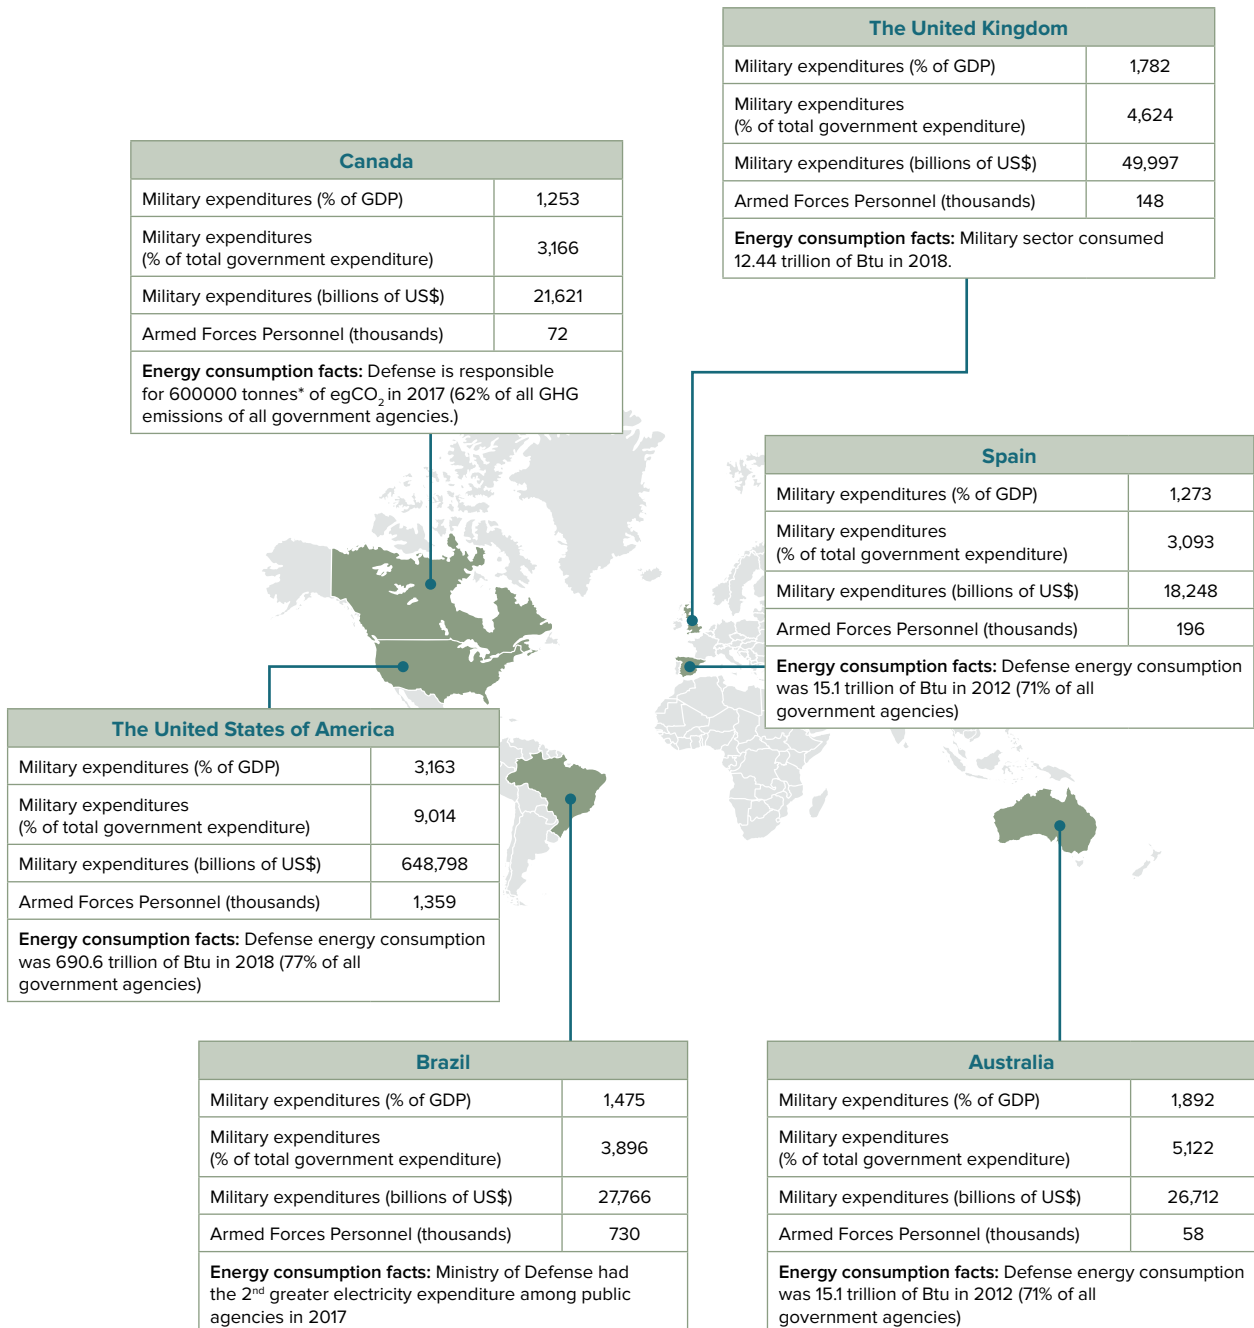 The United Kingdom
Military expenditures (% of GDP) 1,782
Military expenditures
(% of total government expenditure) 4,624
Military expenditures (billions of US$) 49,997
Armed Forces Personnel (thousands) 148
Energy consumption facts: Military sector consumed
12.44 trillion of Btu in 2018.
Canada
Military expenditures (% of GDP) 1,253
Military expenditures
(% of total government expenditure) 3,166
Military expenditures (billions of US$) 21,621
Armed Forces Personnel (thousands) 72
Energy consumption facts: Defense is responsible
for 600000 tonnes* of egCO2 in 2017 (62% of all GHG
emissions of all government agencies.)
Spain
Military expenditures (% of GDP) 1,273
Military expenditures
(% of total government expenditure) 3,093
Military expenditures (billions of US$) 18,248
Armed Forces Personnel (thousands) 196
Energy consumption facts: Defense energy consumption
was 15.1 trillion of Btu in 2012 (71% of all
government agencies)
The United States of America
Military expenditures (% of GDP) 3,163
Military expenditures
(% of total government expenditure) 9,014
Military expenditures (billions of US$) 648,798
Armed Forces Personnel (thousands) 1,359
Energy consumption facts: Defense energy consumption
was 690.6 trillion of Btu in 2018 (77% of all
government agencies)
Brazil
Military expenditures (% of GDP) 1,475
Military expenditures
(% of total government expenditure) 3,896
Military expenditures (billions of US$) 27,766
Armed Forces Personnel (thousands) 730
Energy consumption facts: Ministry of Defense had
the 2nd greater electricity expenditure among public
agencies in 2017
Australia
Military expenditures (% of GDP) 1,892
Military expenditures
(% of total government expenditure) 5,122
Military expenditures (billions of US$) 26,712
Armed Forces Personnel (thousands) 58
Energy consumption facts: Defense energy consumption
was 15.1 trillion of Btu in 2012 (71% of all
government agencies)